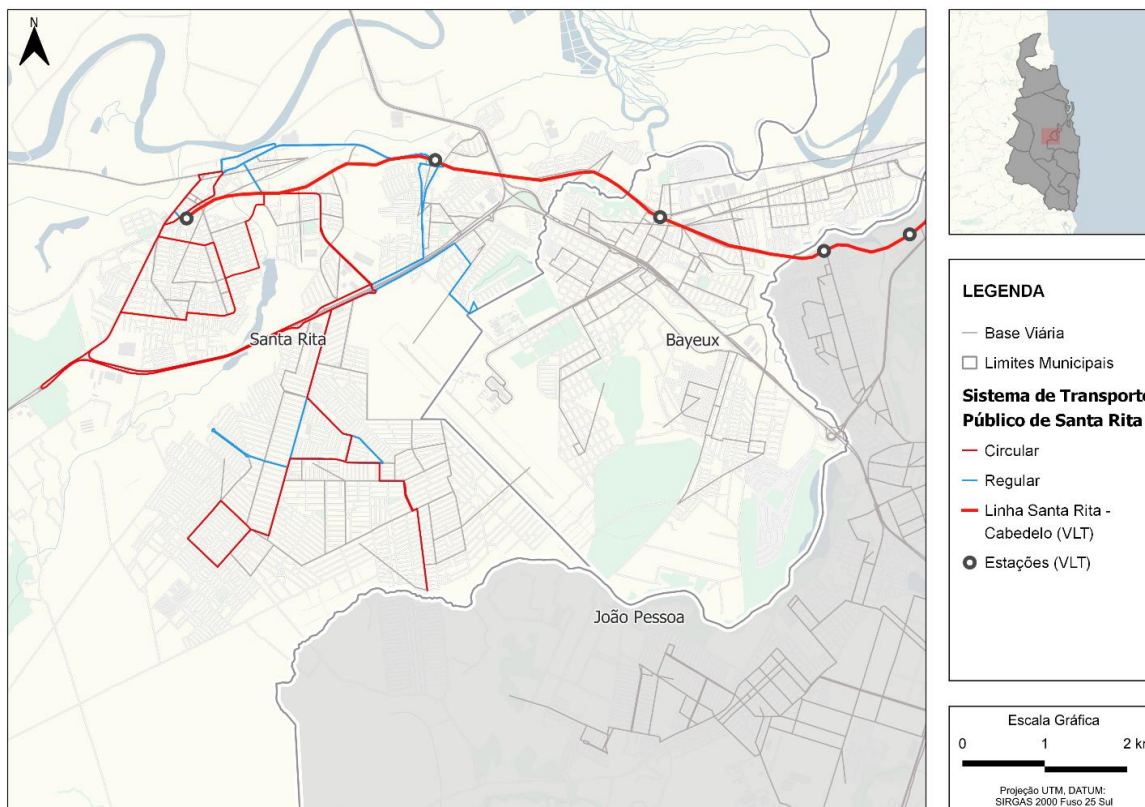 N
Santa Rita
Bayeux
João Pessoa
LEGENDA
Base Viária
Limites Municipais
Sistema de Transporte
Público de Santa Rita
Circular
Regular
Linha Santa Rita -
Cabedelo (VLT)
Estações (VLT)
Escala Gráfica
0 1 2 km
Projeção UTM, DATUM:
SIRGAS 2000 Fuso 25 Sul